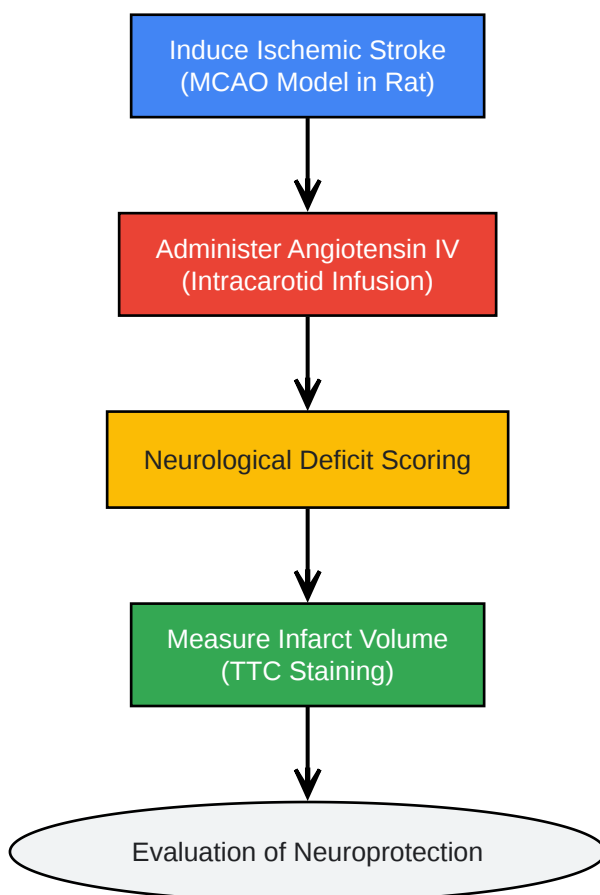 Induce Ischemic Stroke
(MCAO Model in Rat)
Administer Angiotensin IV
(Intracarotid Infusion)
Neurological Deficit Scoring
Measure Infarct Volume
(TTC Staining)
Evaluation of Neuroprotection